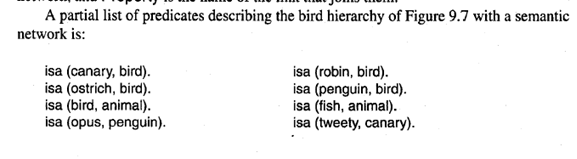 A partial list of predicates describing the bird hierarchy of Figure 9.7 with a semantic
network is:
isa (canary, bird). isa (robin, bird).
isa (ostrich, bird). isa (penguin, bird).
isa (bird, animal). isa (fish, animal).
isa (opus, penguin). isa (tweety, canary).